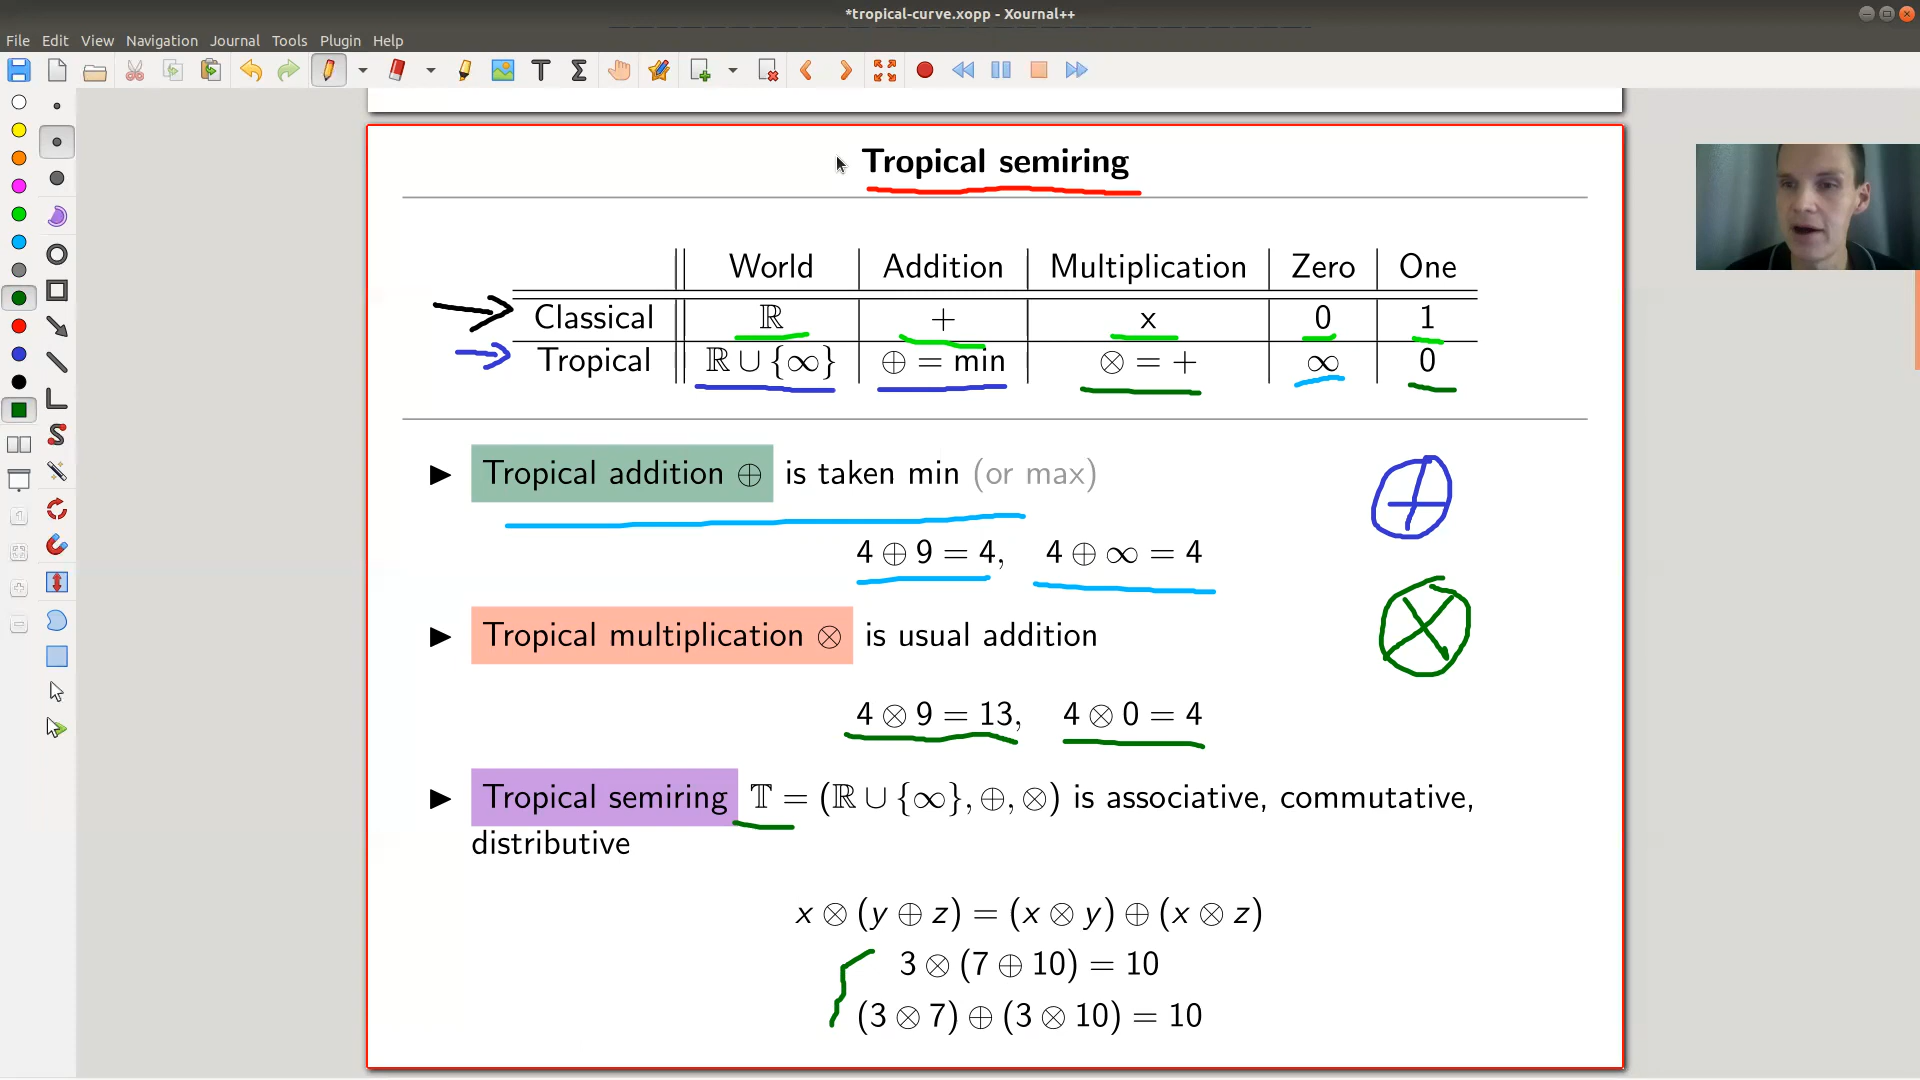 *tropical-curve.xopp - Xournal++
File Edit View Navigation Journal Tools Plugin Help
Tropical semiring
World Addition Multiplication Zero One
Classical ℝ + x 0 1
Tropical ℝ ∪ {∞} ⊕ = min ⊗ = + ∞ 0
► Tropical addition ⊕ is taken min (or max)
4 ⊕ 9 = 4, 4 ⊕ ∞ = 4
⊕
► Tropical multiplication ⊗ is usual addition
⊗
4 ⊗ 9 = 13, 4 ⊗ 0 = 4
► Tropical semiring 𝕋 = (ℝ ∪ {∞}, ⊕, ⊗) is associative, commutative,
distributive
x ⊗ (y ⊕ z) = (x ⊗ y) ⊕ (x ⊗ z)
3 ⊗ (7 ⊕ 10) = 10
(3 ⊗ 7) ⊕ (3 ⊗ 10) = 10